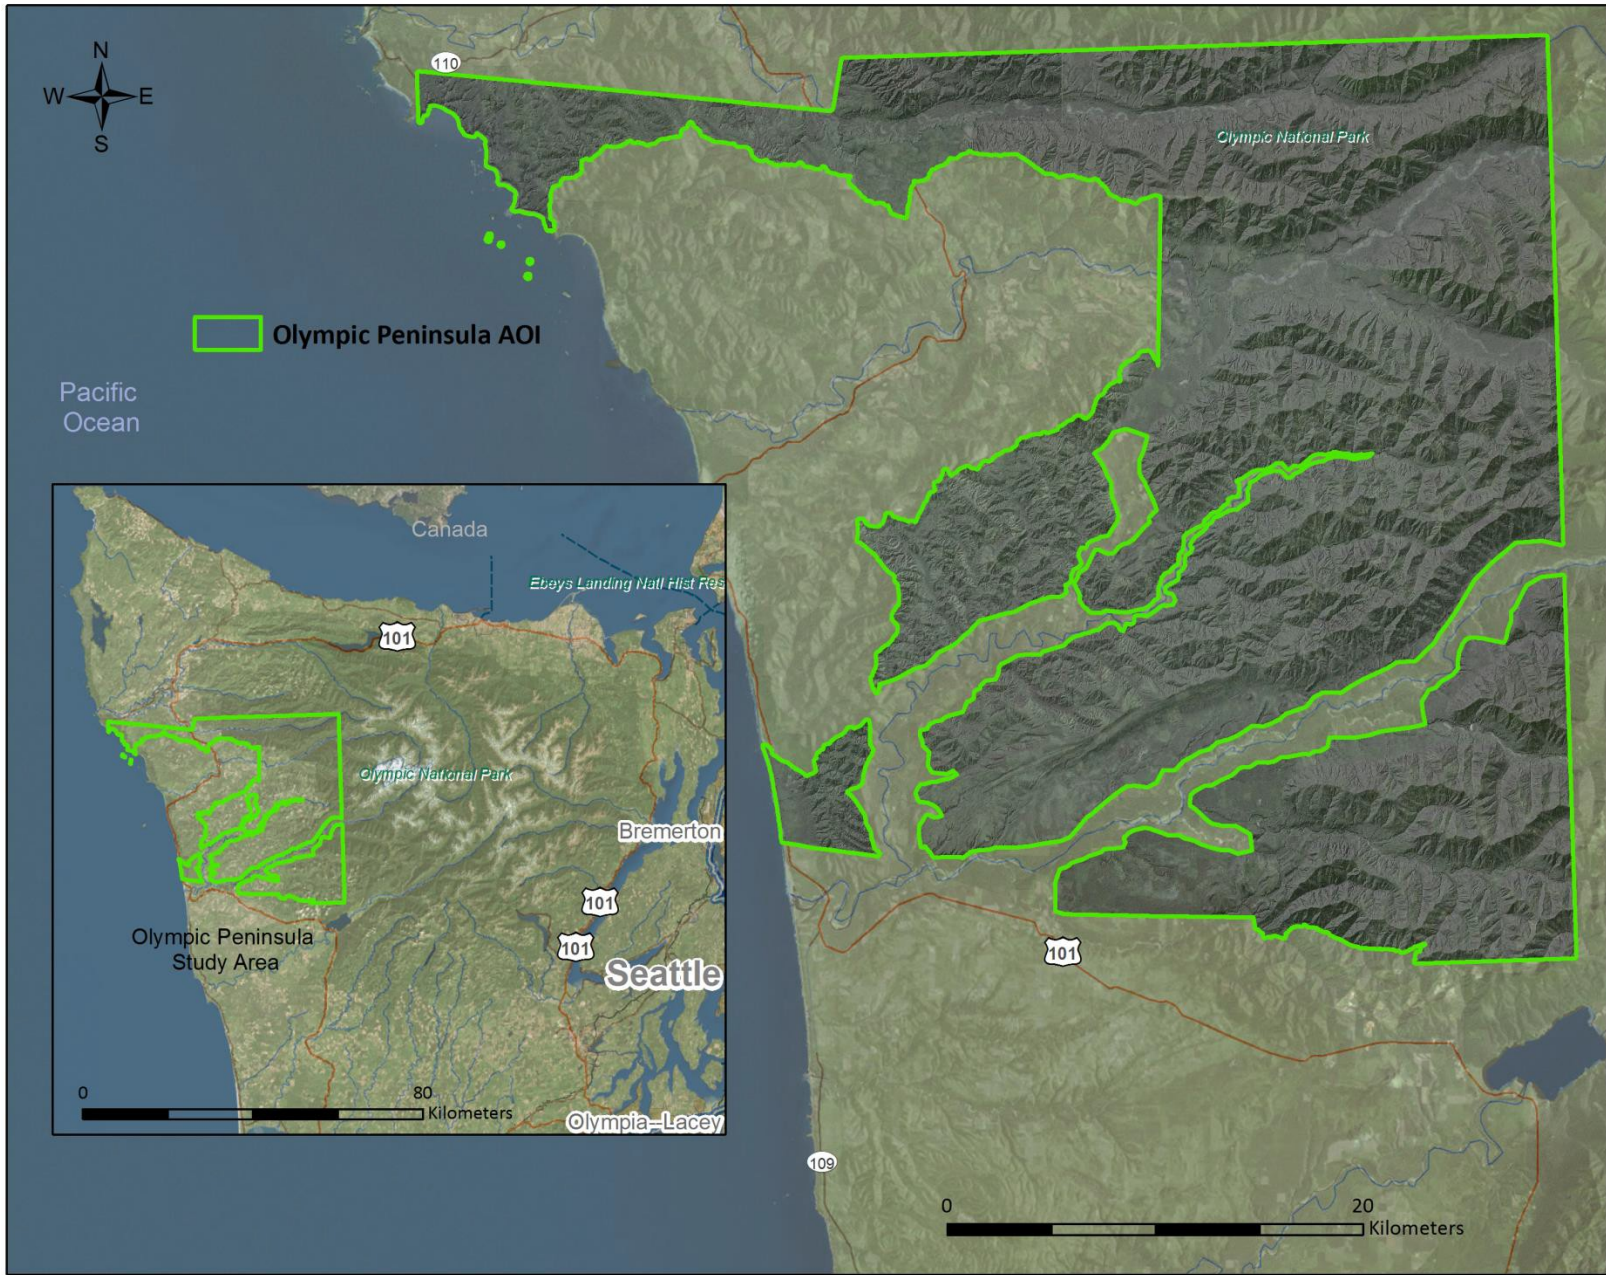 N
W E
S
110
Olympic National Park
Olympic Peninsula AOI
Pacific
Ocean
Canada
Ebeys Landing Natl Hist Res
101
Olympic National Park
Bremerton
101
101
Olympic Peninsula
Study Area
Seattle
0 80
Kilometers
Olympia–Lacey
101
109
0 20
Kilometers